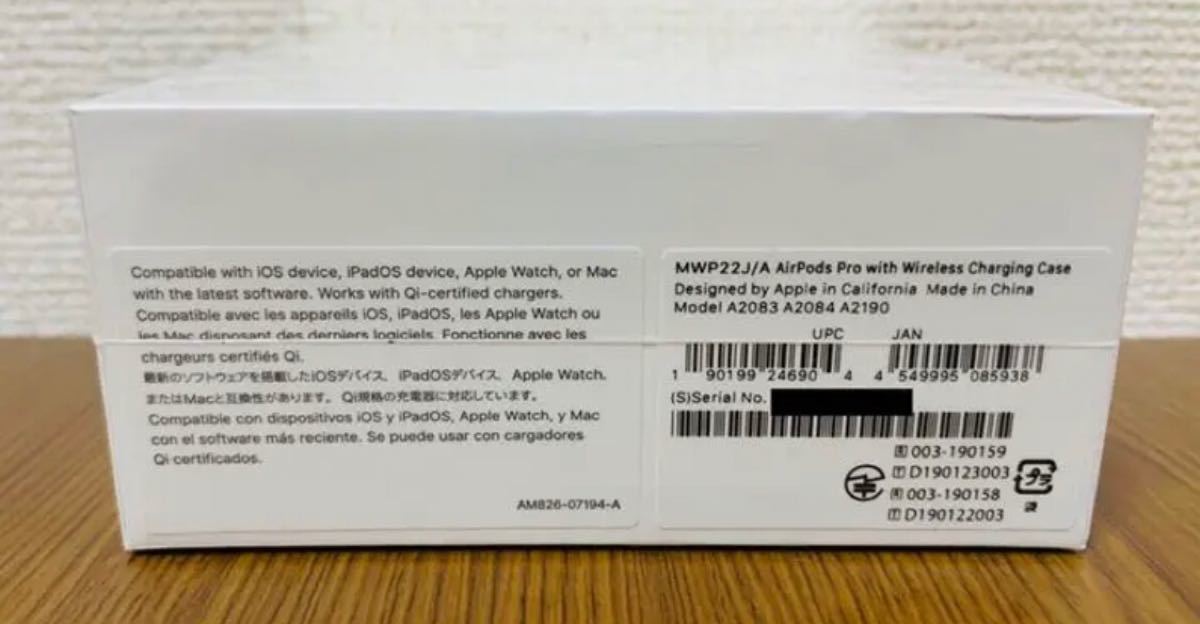 Compatible with iOS device, iPadOS device, Apple Watch, or Mac
with the latest software. Works with Qi-certified chargers.
Compatible avec les appareils iOS, iPadOS, les Apple Watch ou
les Mac disposant des derniers logiciels. Fonctionne avec les
chargeurs certifiés Qi.
最新のソフトウェアを搭載したiOSデバイス、iPadOSデバイス、Apple Watch、
またはMacと互換性があります。Qi規格の充電器に対応しています。
Compatible con dispositivos iOS y iPadOS, Apple Watch, y Mac
con el software más reciente. Se puede usar con cargadores
Qi certificados.
AM826-07194-A
MWP22J/A AirPods Pro with Wireless Charging Case
Designed by Apple in California Made in China
Model A2083 A2084 A2190
UPC JAN
1 90199 24690 4 4 549995 085938
(S)Serial No.
R 003-190159
T D190123003
R 003-190158
T D190122003
プラ
袋